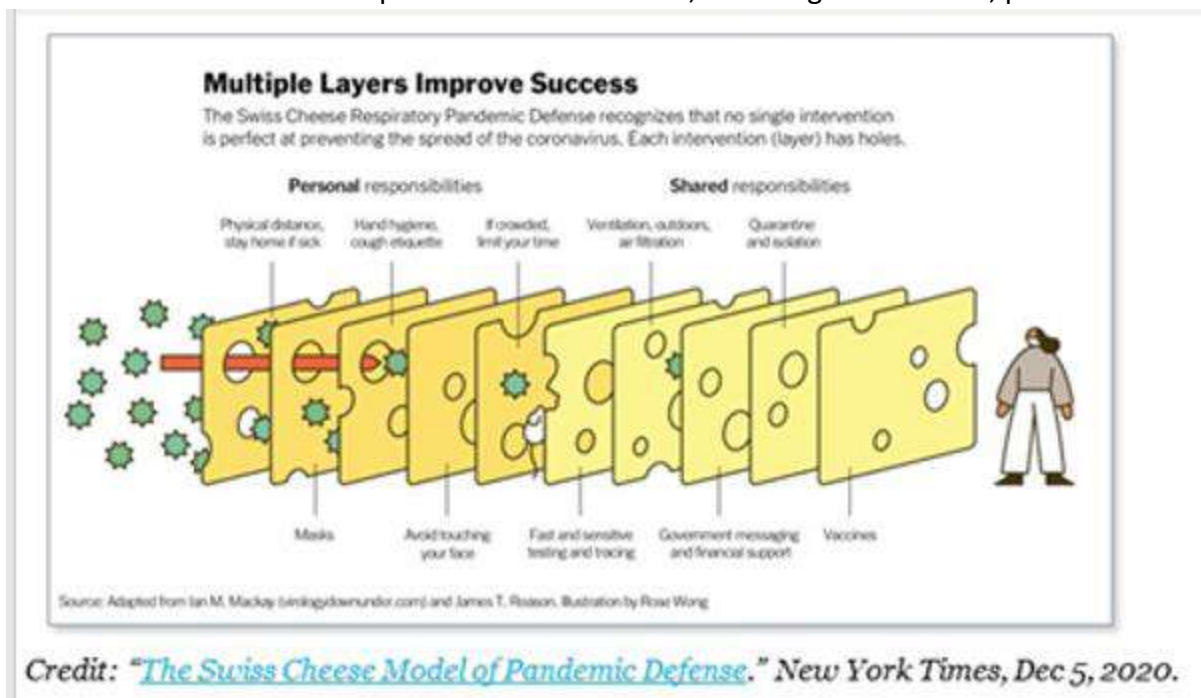 Multiple Layers Improve Success
The Swiss Cheese Respiratory Pandemic Defense recognizes that no single intervention
is perfect at preventing the spread of the coronavirus. Each intervention (layer) has holes.
Personal responsibilities
Shared responsibilities
Physical distance,
stay home if sick
Hand hygiene,
cough etiquette
If crowded,
limit your time
Ventilation, outdoors,
air filtration
Quarantine
and isolation
Masks
Avoid touching
your face
Fast and sensitive
testing and tracing
Government messaging
and financial support
Vaccines
Source: Adapted from Ian M. Mackay (virologydownunder.com) and James T. Reason. Illustration by Rose Wong
Credit: “The Swiss Cheese Model of Pandemic Defense.” New York Times, Dec 5, 2020.